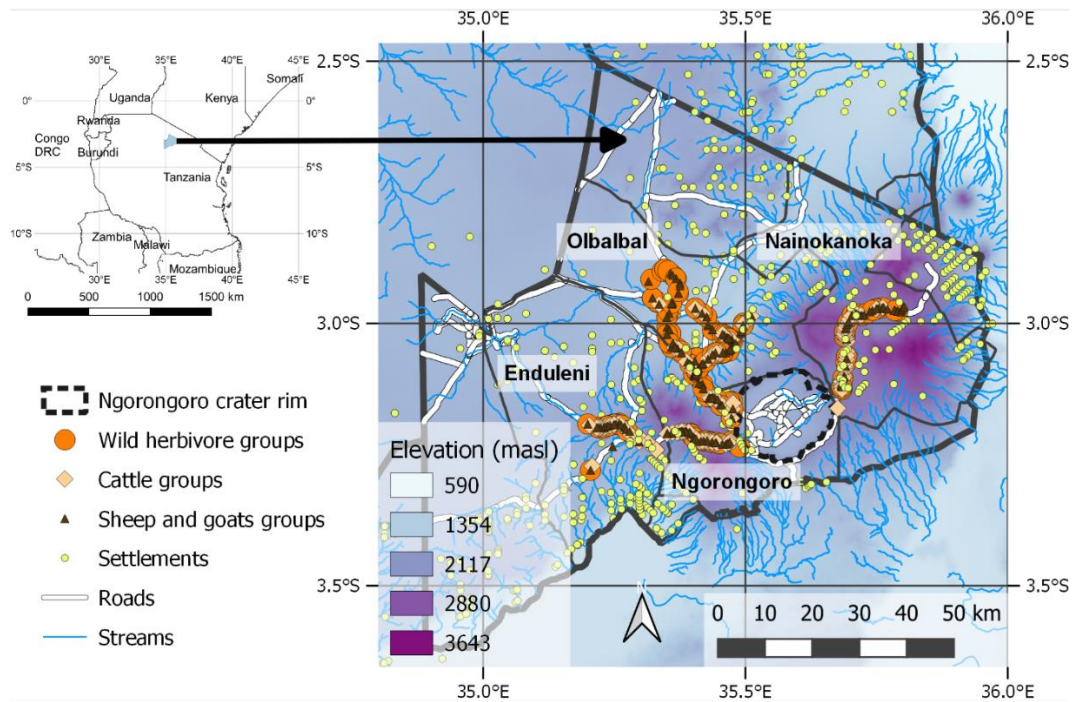 35.0°E 35.5°E 36.0°E
2.5°S 2.5°S
30°E 35°E 40°E 45°E
Somali
Uganda Kenya
0° 0°
Rwanda
Congo
DRC
Burundi
5°S 5°S
Tanzania
10°S 10°S
Zambia
Malawi
Mozambique
30°E 35°E 40°E 45°E
0 500 1000 1500 km
Olbalbal
Nainokanoka
3.0°S 3.0°S
Enduleni
Ngorongoro
Ngorongoro crater rim
Wild herbivore groups
Cattle groups
Sheep and goats groups
Settlements
Roads
Streams
Elevation (masl)
590
1354
2117
2880
3643
3.5°S 3.5°S
0 10 20 30 40 50 km
35.0°E 35.5°E 36.0°E